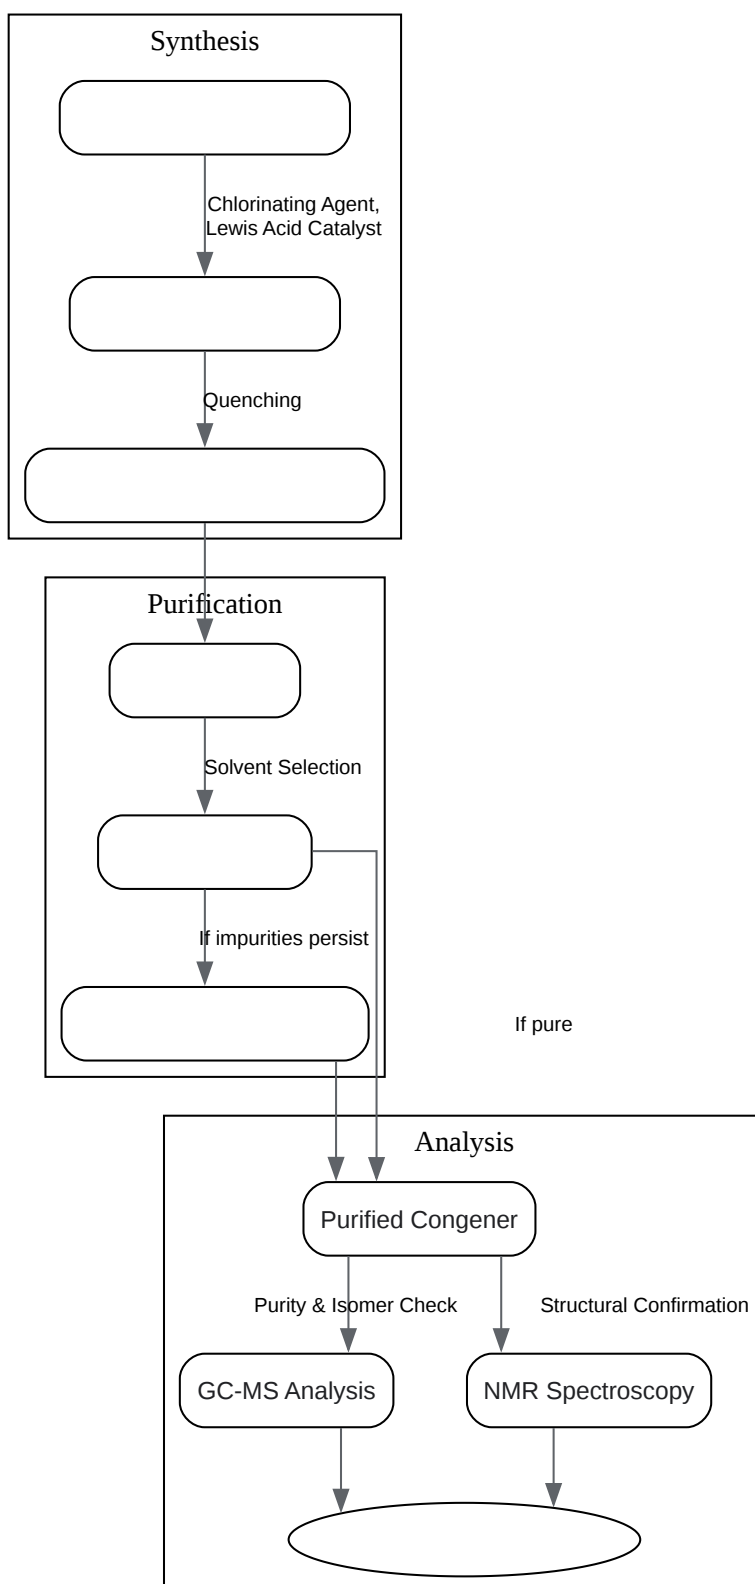 Synthesis
Chlorinating Agent,
Lewis Acid Catalyst
Quenching
Purification
Solvent Selection
If impurities persist
If pure
Analysis
Purified Congener
Purity & Isomer Check
Structural Confirmation
GC-MS Analysis
NMR Spectroscopy